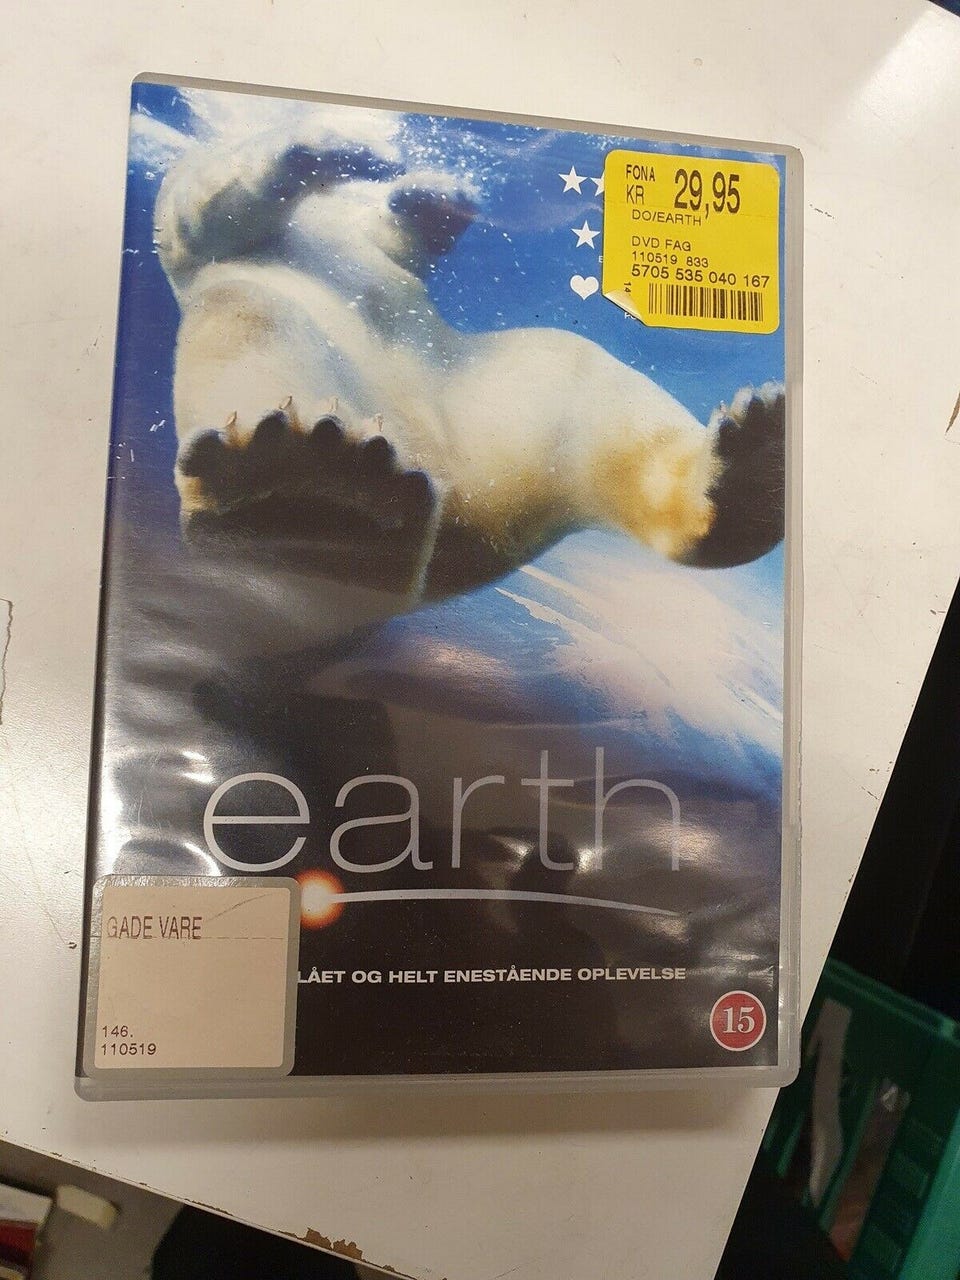 FONA
KR 29,95
DO/EARTH
DVD FAG
110519 833
5705 535 040 167
14
earth
LÅET OG HELT ENESTÅENDE OPLEVELSE
GADE VARE
146.
110519
15